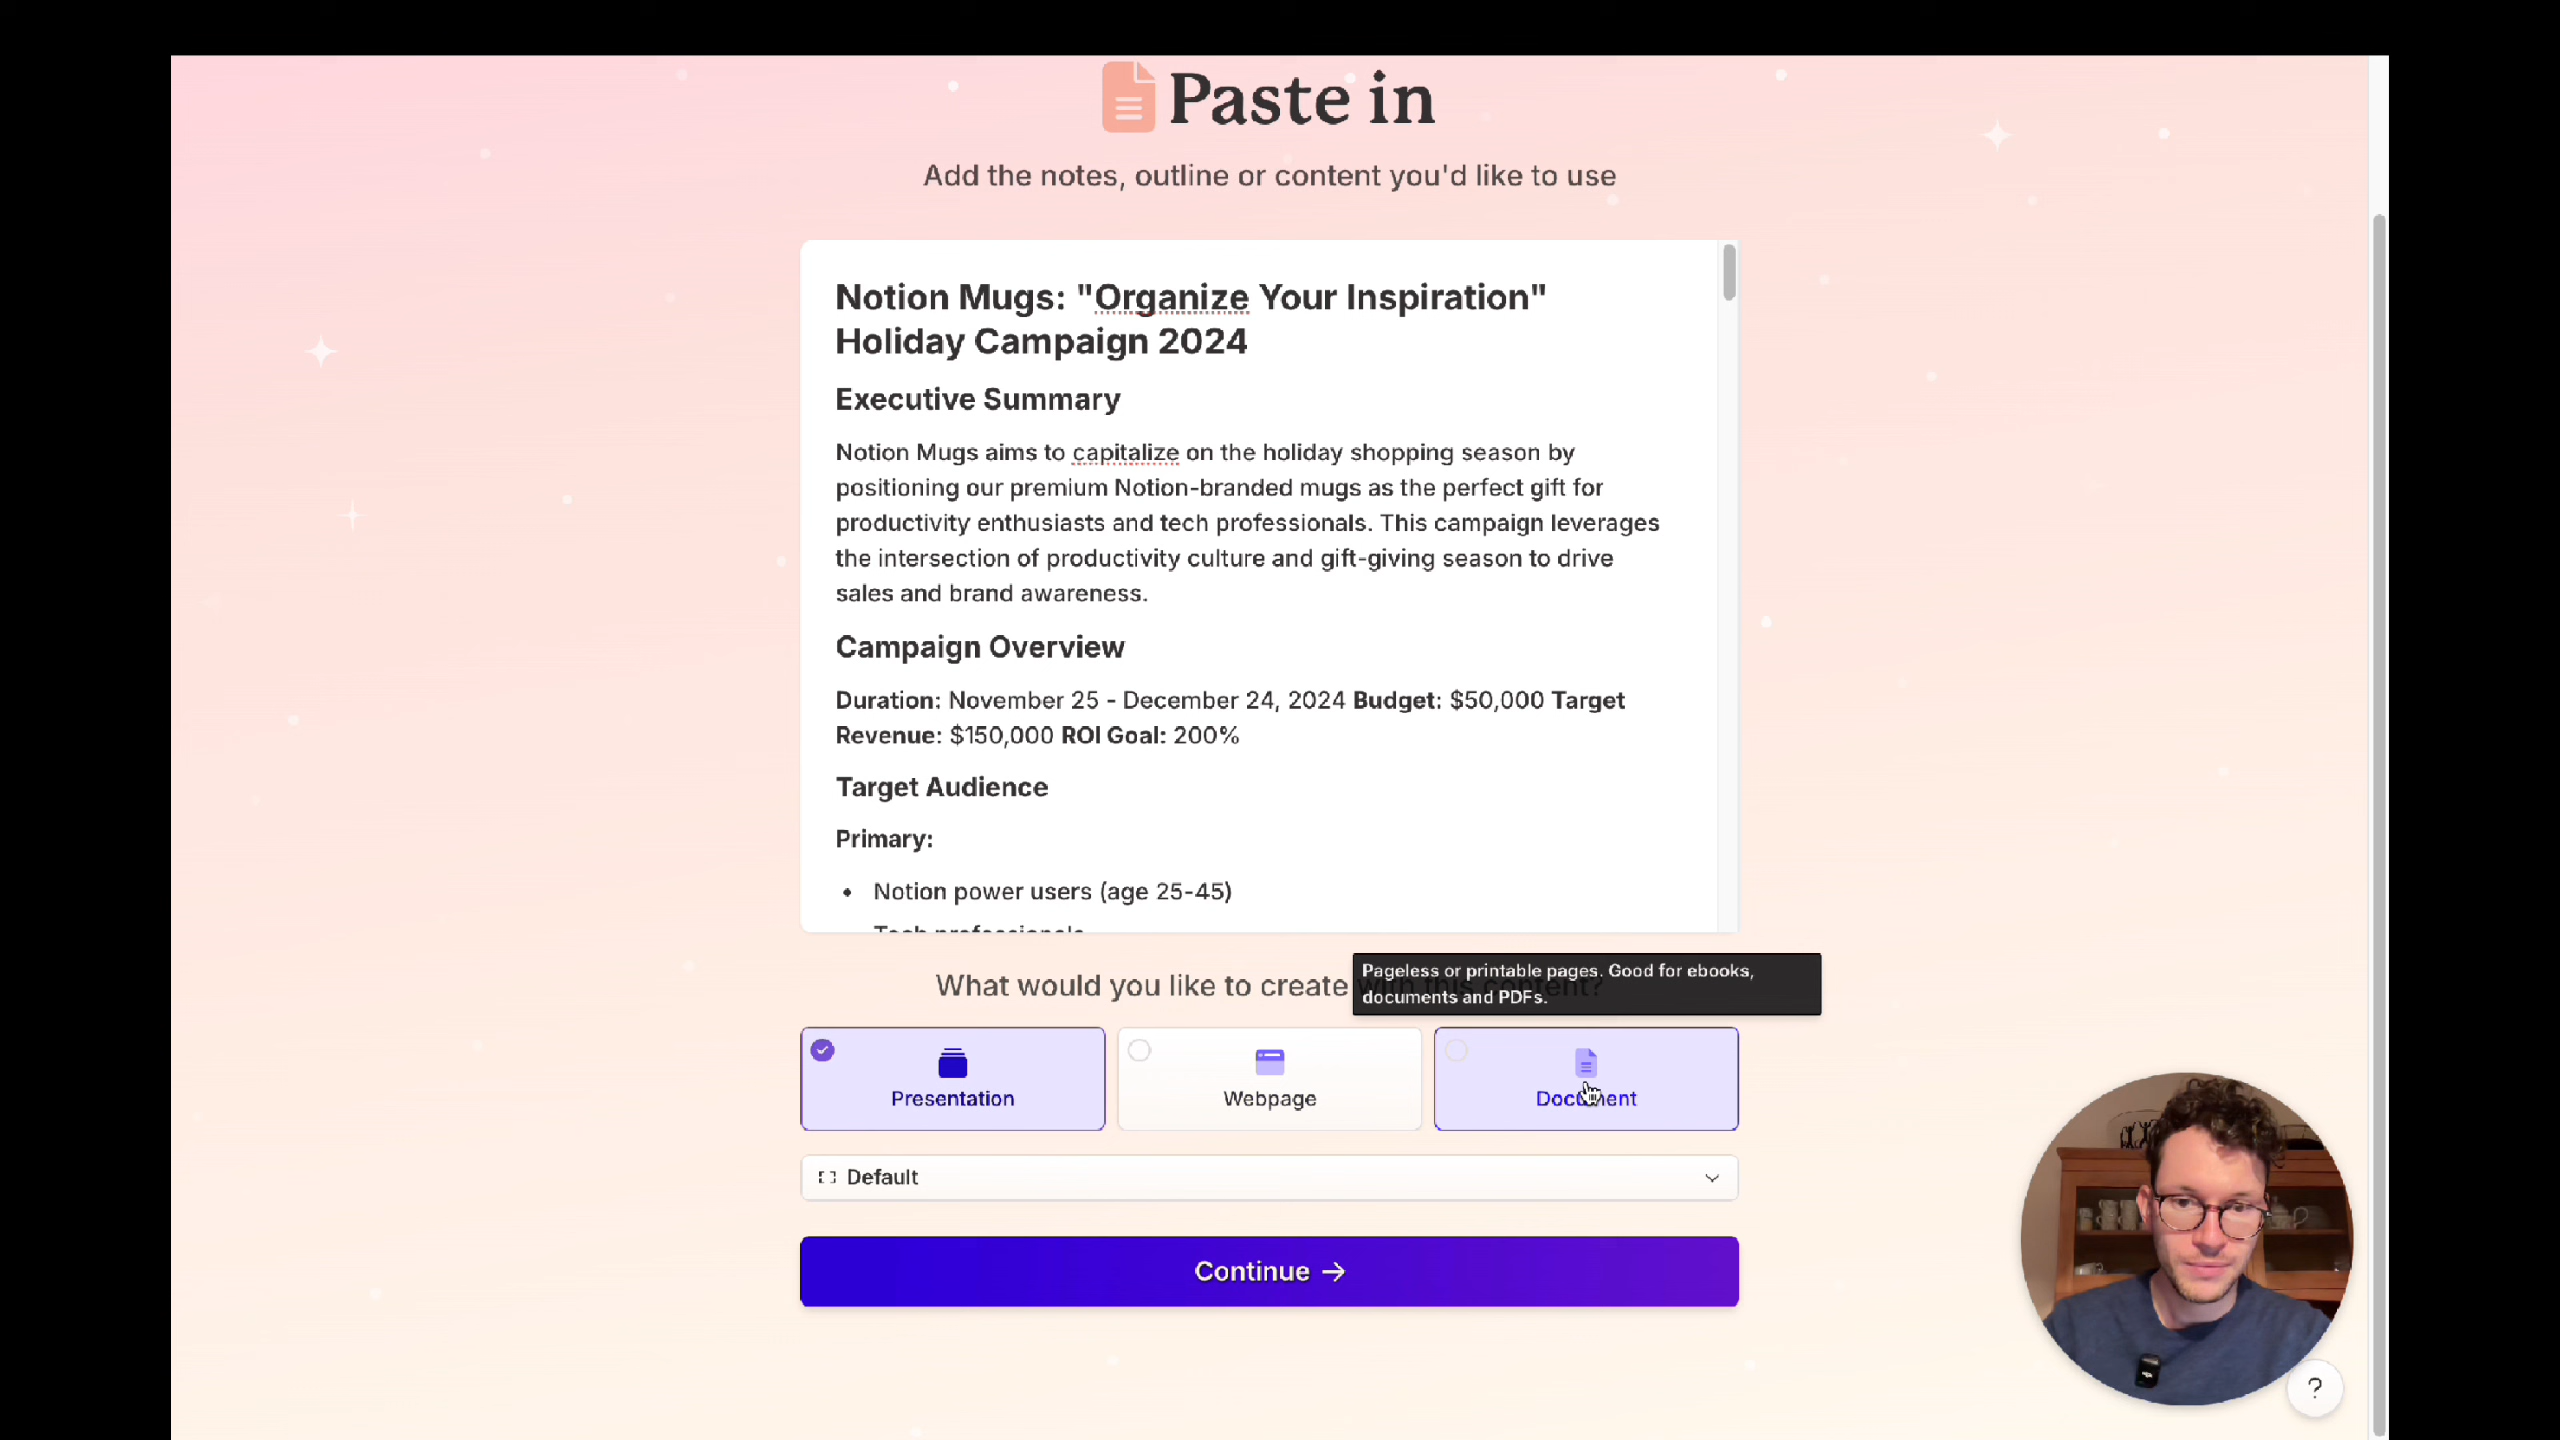 Paste in
Add the notes, outline or content you'd like to use
Notion Mugs: "Organize Your Inspiration"
Holiday Campaign 2024
Executive Summary
Notion Mugs aims to capitalize on the holiday shopping season by
positioning our premium Notion-branded mugs as the perfect gift for
productivity enthusiasts and tech professionals. This campaign leverages
the intersection of productivity culture and gift-giving season to drive
sales and brand awareness.
Campaign Overview
Duration: November 25 - December 24, 2024 Budget: $50,000 Target
Revenue: $150,000 ROI Goal: 200%
Target Audience
Primary:
• Notion power users (age 25-45)
Tech professionals
What would you like to create with this content?
Pageless or printable pages. Good for ebooks,
documents and PDFs.
Presentation
Webpage
Document
Default
Continue →
?